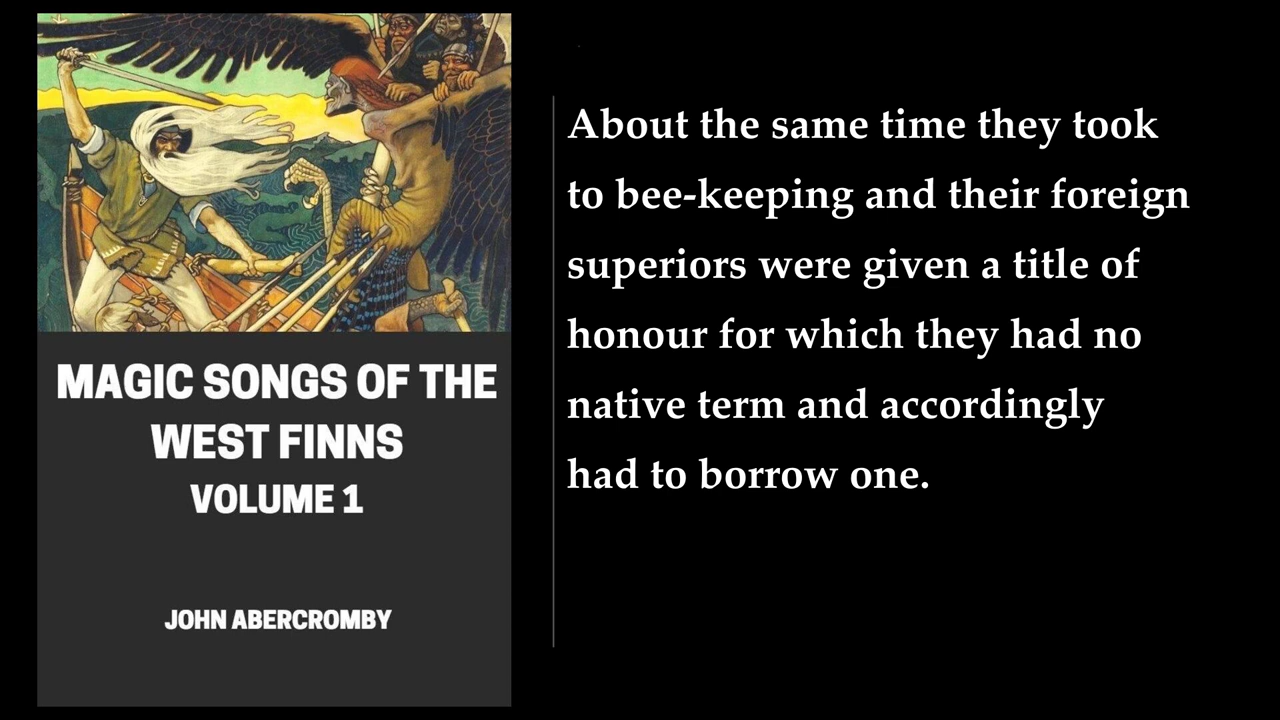 MAGIC SONGS OF THE
WEST FINNS
VOLUME 1
JOHN ABERCROMBY
About the same time they took
to bee-keeping and their foreign
superiors were given a title of
honour for which they had no
native term and accordingly
had to borrow one.